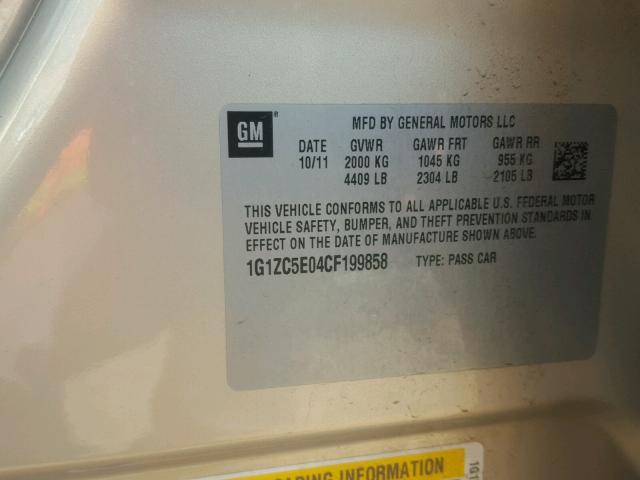 GM ®
MFD BY GENERAL MOTORS LLC
DATE GVWR GAWR FRT GAWR RR
10/11 2000 KG 1045 KG 955 KG
4409 LB 2304 LB 2105 LB
THIS VEHICLE CONFORMS TO ALL APPLICABLE U.S. FEDERAL MOTOR
VEHICLE SAFETY, BUMPER, AND THEFT PREVENTION STANDARDS IN
EFFECT ON THE DATE OF MANUFACTURE SHOWN ABOVE.
1G1ZC5E04CF199858 TYPE: PASS CAR
INFORMATION